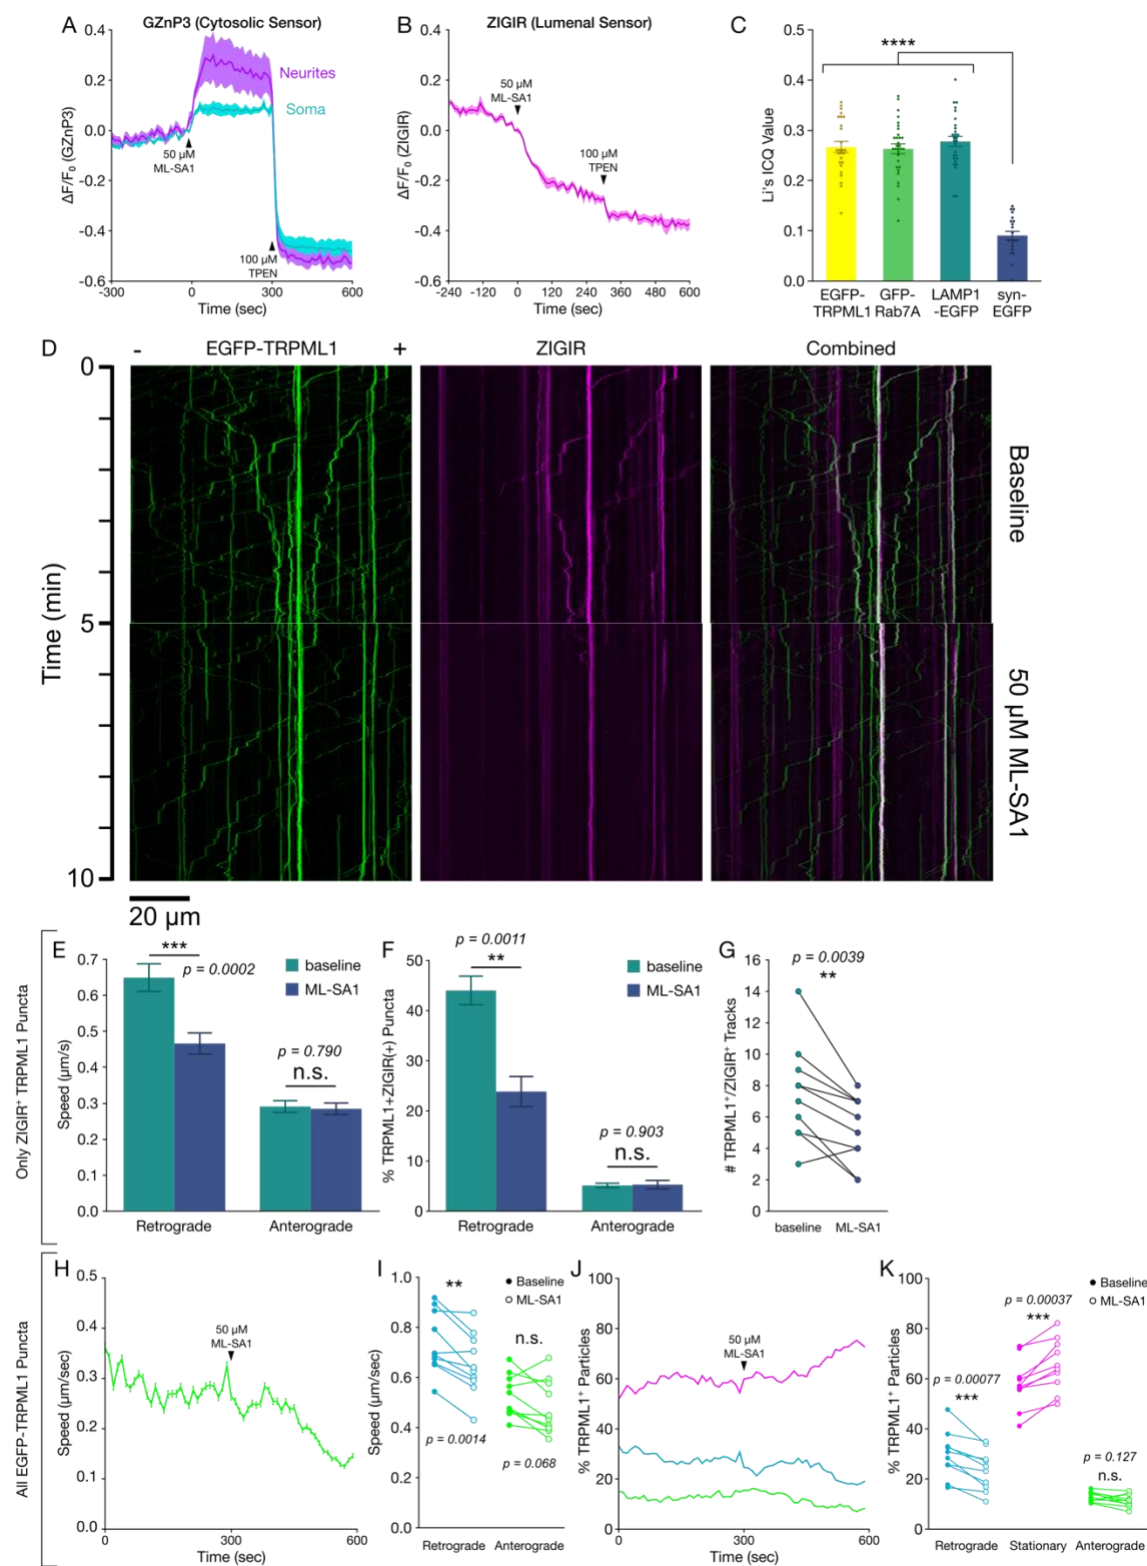 A
GZnP3 (Cytosolic Sensor)
0.4
0.2
0.0
-0.2
-0.4
-0.6
ΔF/F0 (GZnP3)
Neurites
Soma
50 µM
ML-SA1
100 µM
TPEN
-300 0 300 600
Time (sec)
B
ZIGIR (Lumenal Sensor)
0.4
0.2
0.0
-0.2
-0.4
-0.6
ΔF/F0 (ZIGIR)
50 µM
ML-SA1
100 µM
TPEN
-240 -120 0 120 240 360 480 600
Time (sec)
C
0.5
0.4
0.3
0.2
0.1
0.0
Li's ICQ Value
****
EGFP- GFP- LAMP1 syn-
TRPML1 Rab7A -EGFP EGFP
D
- EGFP-TRPML1 +
ZIGIR
Combined
0
5
10
Time (min)
Baseline
50 µM ML-SA1
20 µm
Only ZIGIR+ TRPML1 Puncta
E
0.7
0.6
0.5
0.4
0.3
0.2
0.1
0.0
Speed (µm/s)
***
p = 0.0002
baseline
ML-SA1
p = 0.790
n.s.
Retrograde Anterograde
F
50
40
30
20
10
0
% TRPML1+ZIGIR(+) Puncta
p = 0.0011
**
baseline
ML-SA1
p = 0.903
n.s.
Retrograde Anterograde
G
16
14
12
10
8
6
4
2
0
# TRPML1+/ZIGIR+ Tracks
p = 0.0039
**
baseline ML-SA1
All EGFP-TRPML1 Puncta
H
0.5
0.4
0.3
0.2
0.1
0.0
Speed (µm/sec)
50 µM
ML-SA1
0 300 600
Time (sec)
I
1.0
0.8
0.6
0.4
0.2
0.0
Speed (µm/sec)
**
Baseline
ML-SA1
n.s.
p = 0.0014
p = 0.068
Retrograde Anterograde
J
100
80
60
40
20
0
% TRPML1+ Particles
50 µM
ML-SA1
0 300 600
Time (sec)
K
100
80
60
40
20
0
% TRPML1+ Particles
Baseline
ML-SA1
p = 0.00037
***
p = 0.00077
***
p = 0.127
n.s.
Retrograde Stationary Anterograde